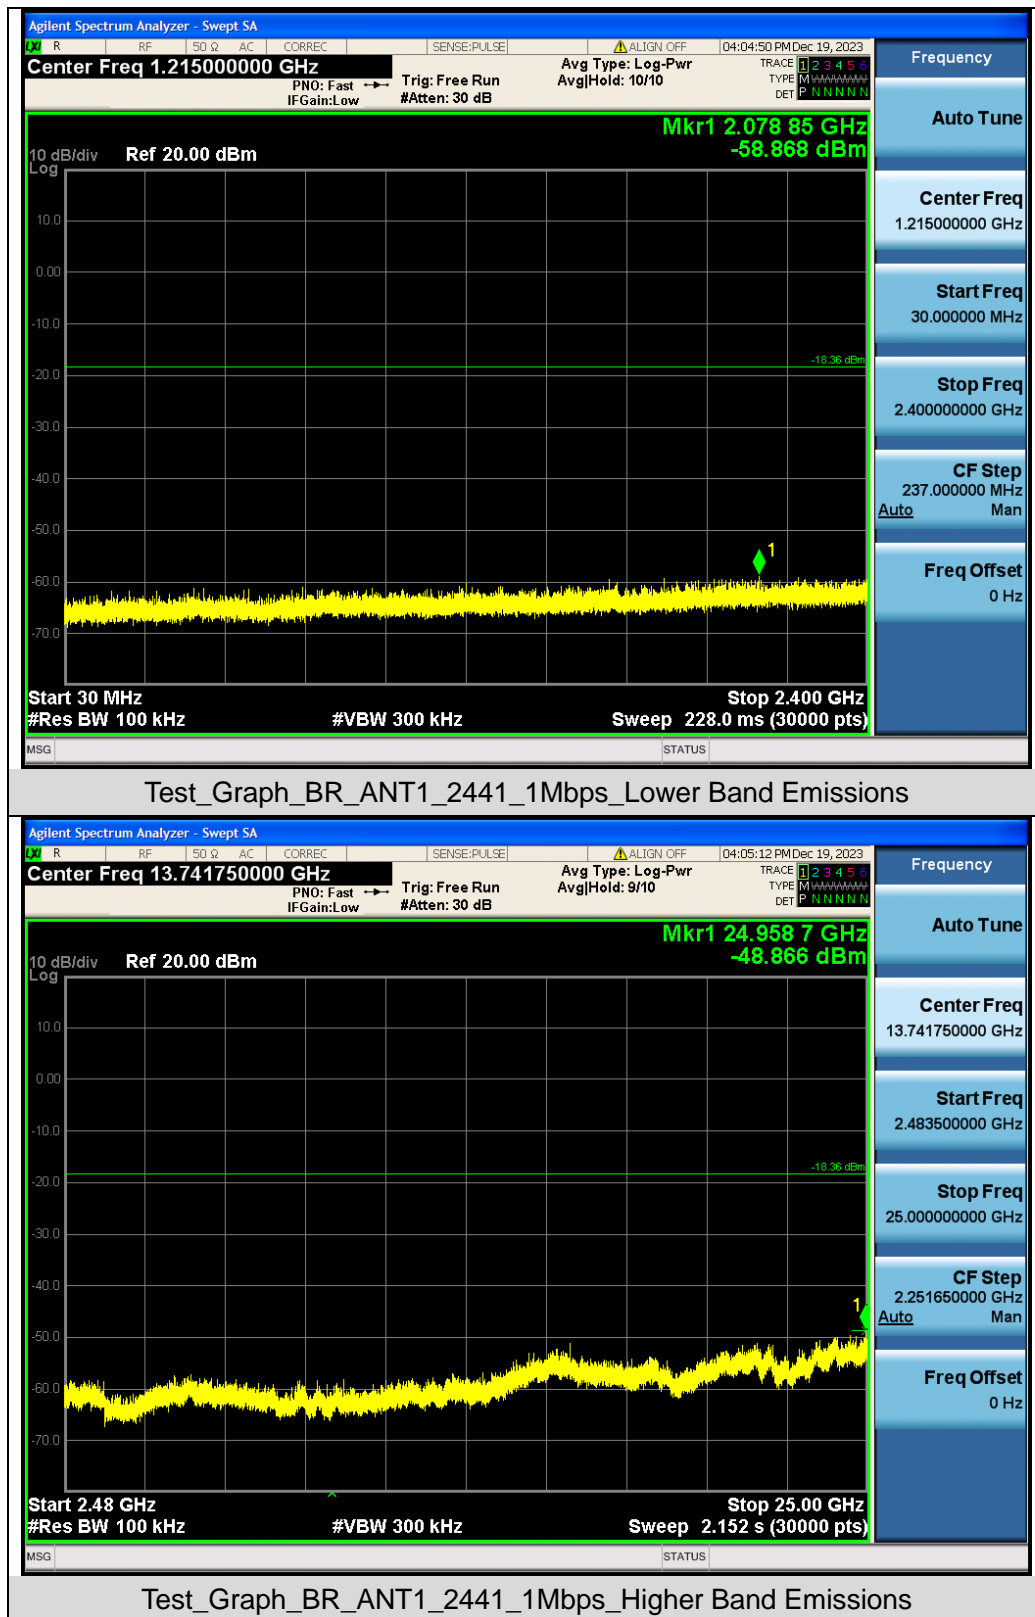 Agilent Spectrum Analyzer - Swept SA
LXI R RF 50 Ω AC CORREC SENSE:PULSE ALIGN OFF 04:04:50 PM Dec 19, 2023
Center Freq 1.215000000 GHz
PNO: Fast
IFGain:Low
Trig: Free Run
#Atten: 30 dB
Avg Type: Log-Pwr
Avg|Hold: 10/10
TRACE 1 2 3 4 5 6
TYPE M WWWWW
DET P N N N N N
Mkr1 2.078 85 GHz
-58.868 dBm
10 dB/div Ref 20.00 dBm
Log
10.0
0.00
-10.0
-18.36 dBm
-20.0
-30.0
-40.0
-50.0
1
-60.0
-70.0
Start 30 MHz Stop 2.400 GHz
#Res BW 100 kHz #VBW 300 kHz Sweep 228.0 ms (30000 pts)
MSG STATUS
Frequency
Auto Tune
Center Freq
1.215000000 GHz
Start Freq
30.000000 MHz
Stop Freq
2.400000000 GHz
CF Step
237.000000 MHz
Auto Man
Freq Offset
0 Hz
Test_Graph_BR_ANT1_2441_1Mbps_Lower Band Emissions
Agilent Spectrum Analyzer - Swept SA
LXI R RF 50 Ω AC CORREC SENSE:PULSE ALIGN OFF 04:05:12 PM Dec 19, 2023
Center Freq 13.741750000 GHz
PNO: Fast
IFGain:Low
Trig: Free Run
#Atten: 30 dB
Avg Type: Log-Pwr
Avg|Hold: 9/10
TRACE 1 2 3 4 5 6
TYPE M WWWWW
DET P N N N N N
Mkr1 24.958 7 GHz
-48.866 dBm
10 dB/div Ref 20.00 dBm
Log
10.0
0.00
-10.0
-18.36 dBm
-20.0
-30.0
-40.0
1
-50.0
-60.0
-70.0
Start 2.48 GHz Stop 25.00 GHz
#Res BW 100 kHz #VBW 300 kHz Sweep 2.152 s (30000 pts)
MSG STATUS
Frequency
Auto Tune
Center Freq
13.741750000 GHz
Start Freq
2.483500000 GHz
Stop Freq
25.000000000 GHz
CF Step
2.251650000 GHz
Auto Man
Freq Offset
0 Hz
Test_Graph_BR_ANT1_2441_1Mbps_Higher Band Emissions